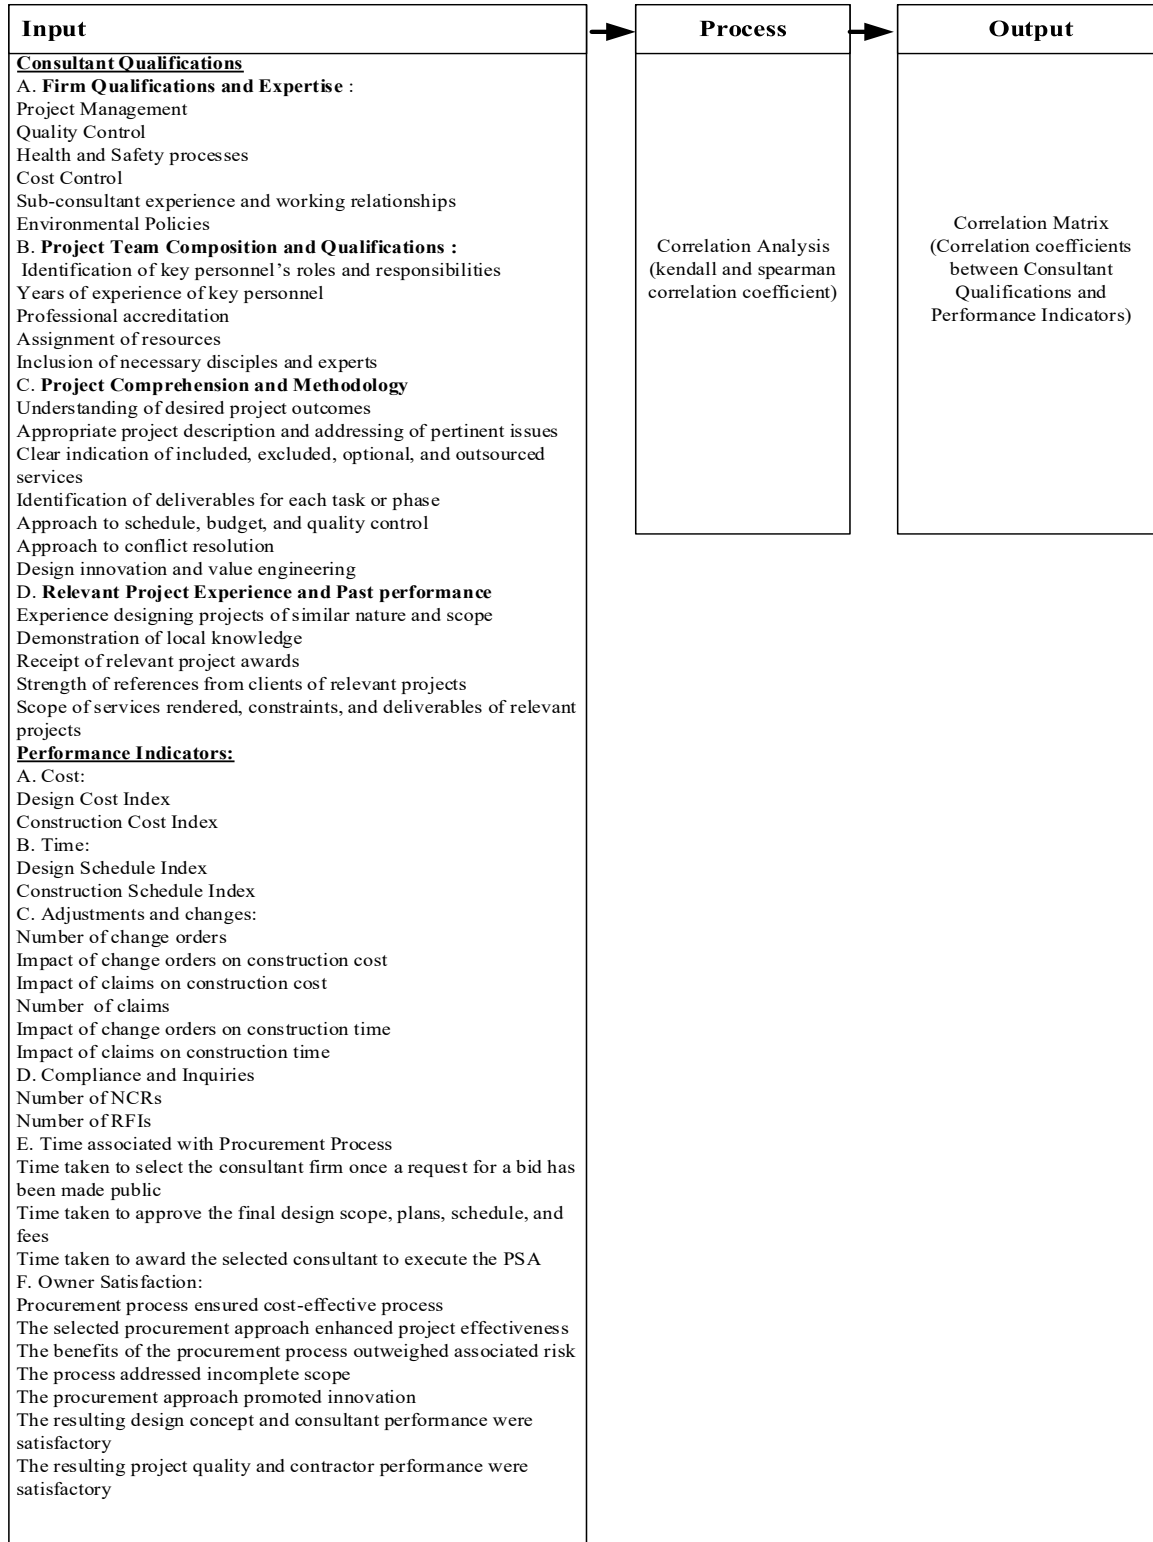 Input
Process
Output
Consultant Qualifications
A. Firm Qualifications and Expertise :
Project Management
Quality Control
Health and Safety processes
Cost Control
Sub-consultant experience and working relationships
Environmental Policies
B. Project Team Composition and Qualifications :
Identification of key personnel's roles and responsibilities
Years of experience of key personnel
Professional accreditation
Assignment of resources
Inclusion of necessary disciples and experts
C. Project Comprehension and Methodology
Understanding of desired project outcomes
Appropriate project description and addressing of pertinent issues
Clear indication of included, excluded, optional, and outsourced
services
Identification of deliverables for each task or phase
Approach to schedule, budget, and quality control
Approach to conflict resolution
Design innovation and value engineering
D. Relevant Project Experience and Past performance
Experience designing projects of similar nature and scope
Demonstration of local knowledge
Receipt of relevant project awards
Strength of references from clients of relevant projects
Scope of services rendered, constraints, and deliverables of relevant
projects
Performance Indicators:
A. Cost:
Design Cost Index
Construction Cost Index
B. Time:
Design Schedule Index
Construction Schedule Index
C. Adjustments and changes:
Number of change orders
Impact of change orders on construction cost
Impact of claims on construction cost
Number of claims
Impact of change orders on construction time
Impact of claims on construction time
D. Compliance and Inquiries
Number of NCRs
Number of RFIs
E. Time associated with Procurement Process
Time taken to select the consultant firm once a request for a bid has
been made public
Time taken to approve the final design scope, plans, schedule, and
fees
Time taken to award the selected consultant to execute the PSA
F. Owner Satisfaction:
Procurement process ensured cost-effective process
The selected procurement approach enhanced project effectiveness
The benefits of the procurement process outweighed associated risk
The process addressed incomplete scope
The procurement approach promoted innovation
The resulting design concept and consultant performance were
satisfactory
The resulting project quality and contractor performance were
satisfactory
Correlation Analysis
(kendall and spearman
correlation coefficient)
Correlation Matrix
(Correlation coefficients
between Consultant
Qualifications and
Performance Indicators)